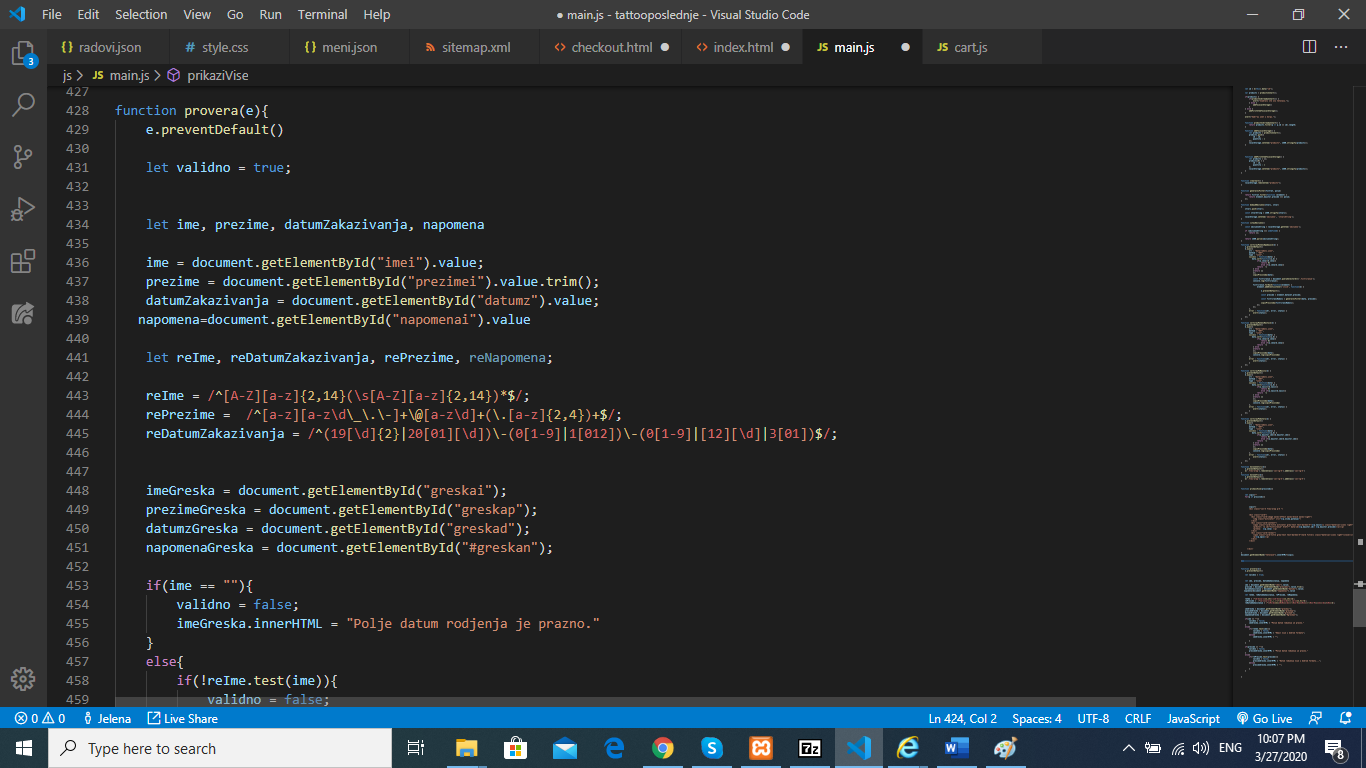 File Edit Selection View Go Run Terminal Help
● main.js - tattooposlednje - Visual Studio Code
{ } radovi.json
# style.css
{ } meni.json
sitemap.xml
<> checkout.html ●
<> index.html ●
JS main.js ●
JS cart.js
js > JS main.js > prikaziVise
427
428 function provera(e){
429     e.preventDefault()
430
431     let validno = true;
432
433
434     let ime, prezime, datumZakazivanja, napomena
435
436     ime = document.getElementById("imei").value;
437     prezime = document.getElementById("prezimei").value.trim();
438     datumZakazivanja = document.getElementById("datumz").value;
439    napomena=document.getElementById("napomenai").value
440
441     let reIme, reDatumZakazivanja, rePrezime, reNapomena;
442
443     reIme = /^[A-Z][a-z]{2,14}(\s[A-Z][a-z]{2,14})*$/;
444     rePrezime =  /^[a-z][a-z\d\_\.\-]+\@[a-z\d]+(\.[a-z]{2,4})+$/;
445     reDatumZakazivanja = /^(19[\d]{2}|20[01][\d])\-(0[1-9]|1[012])\-(0[1-9]|[12][\d]|3[01])$/;
446
447
448     imeGreska = document.getElementById("greskai");
449     prezimeGreska = document.getElementById("greskap");
450     datumzGreska = document.getElementById("greskad");
451     napomenaGreska = document.getElementById("#greskan");
452
453     if(ime == ""){
454         validno = false;
455         imeGreska.innerHTML = "Polje datum rodjenja je prazno."
456     }
457     else{
458         if(!reIme.test(ime)){
459             validno = false;
3
0 0 Jelena Live Share Ln 424, Col 2 Spaces: 4 UTF-8 CRLF JavaScript Go Live
Type here to search
ENG
10:07 PM
3/27/2020
8